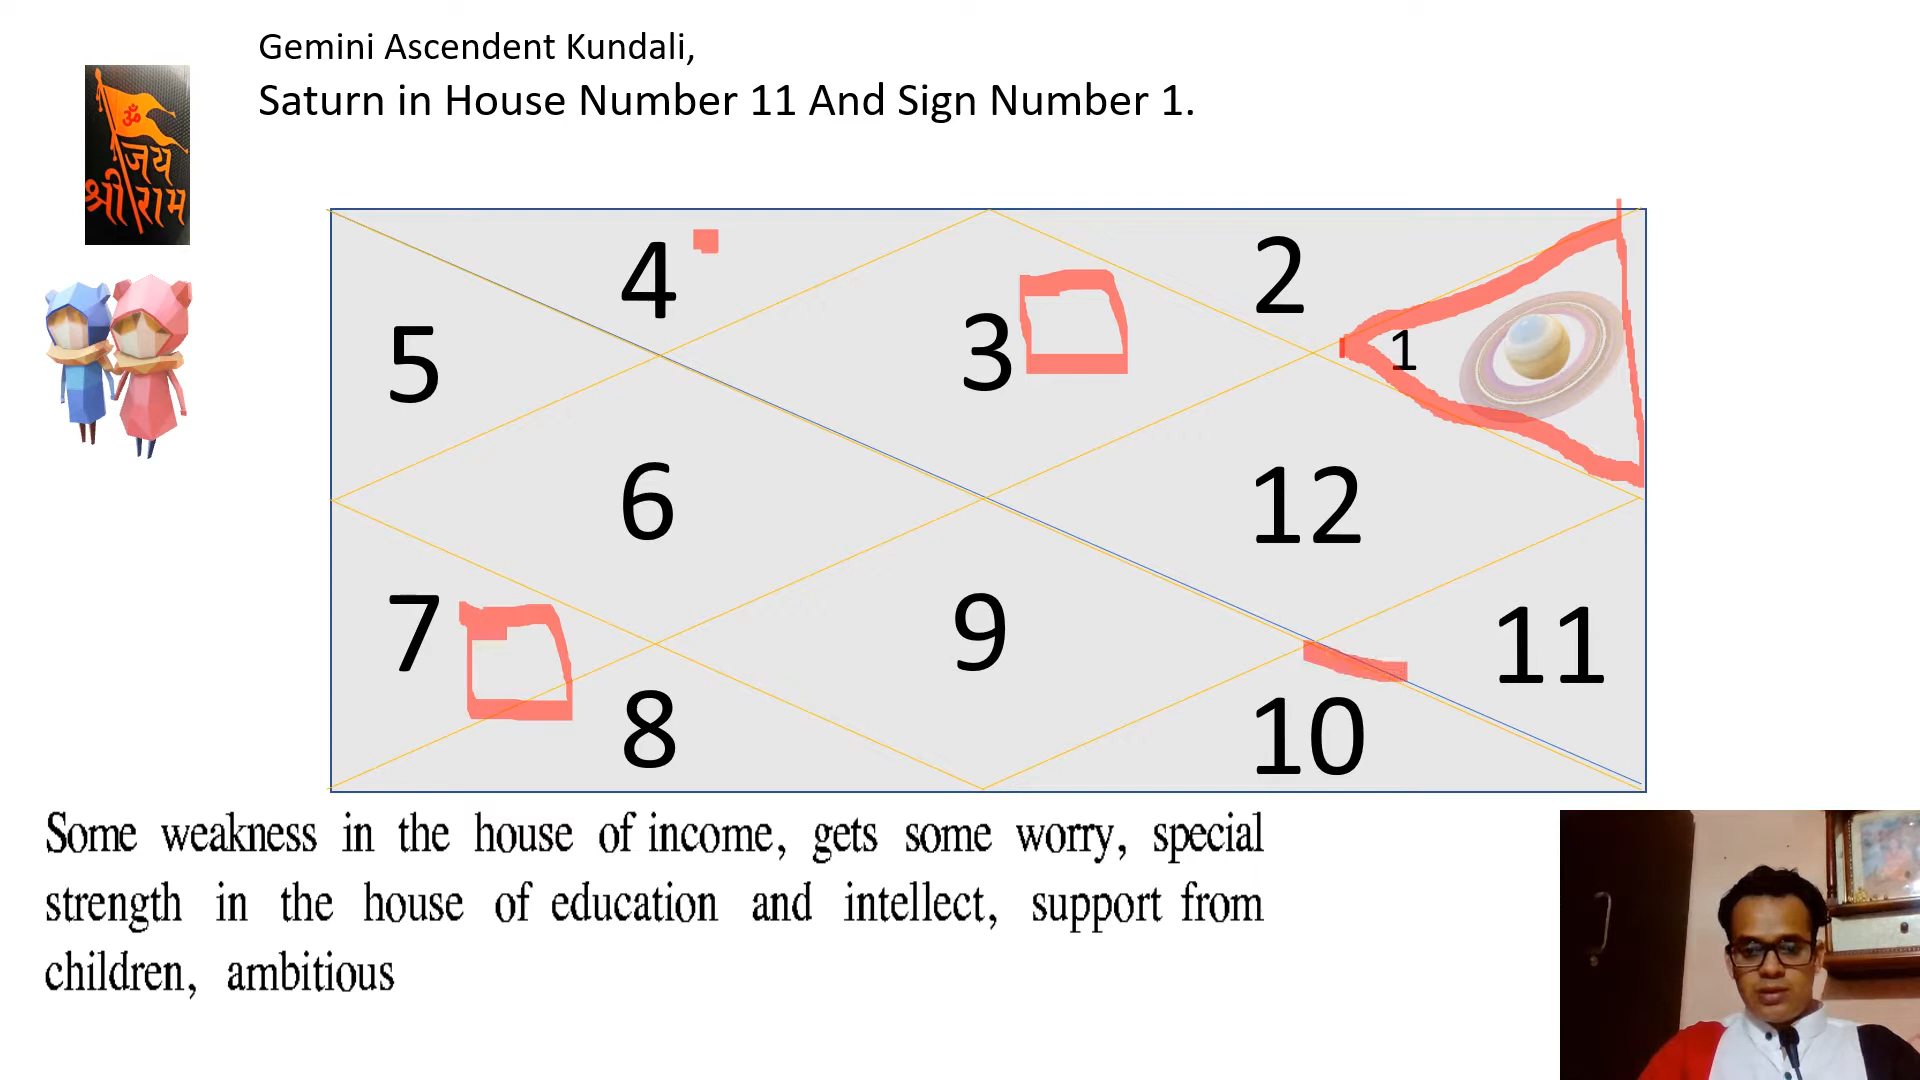 Gemini Ascendent Kundali,
Saturn in House Number 11 And Sign Number 1.
ॐ
जय
श्री राम
4
2
5
3
1
6
12
7
9
11
8
10
Some weakness in the house of income, gets some worry, special
strength in the house of education and intellect, support from
children, ambitious